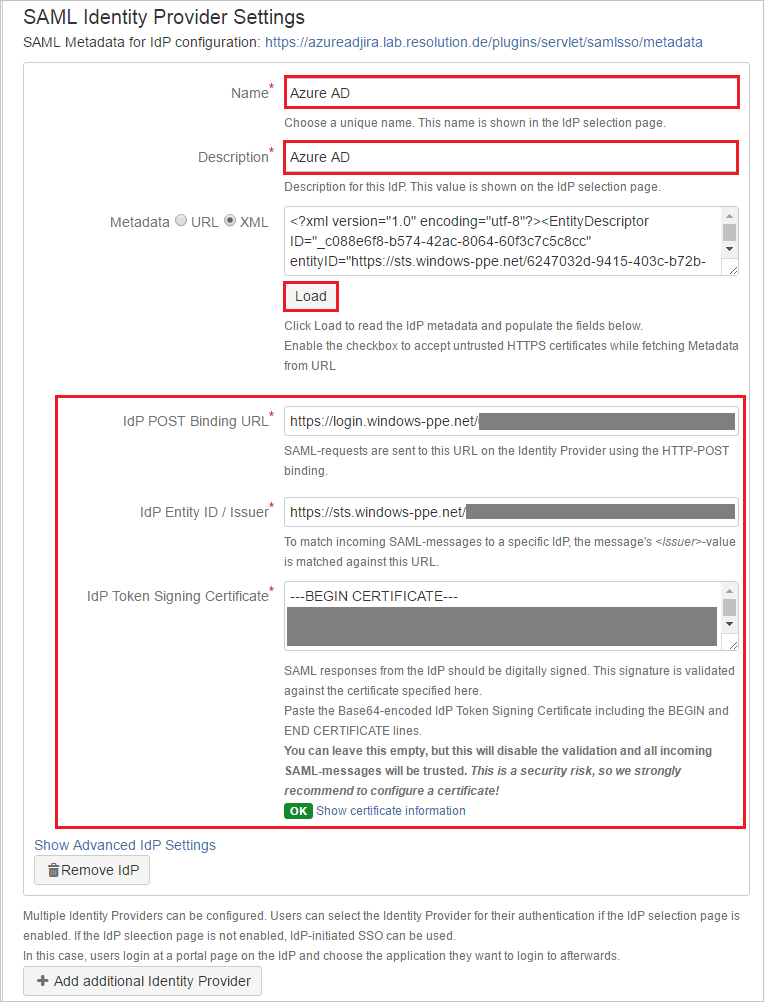 SAML Identity Provider Settings
SAML Metadata for IdP configuration: https://azureadjira.lab.resolution.de/plugins/servlet/samlsso/metadata
Name* Azure AD
Choose a unique name. This name is shown in the IdP selection page.
Description* Azure AD
Description for this IdP. This value is shown on the IdP selection page.
Metadata URL XML
<?xml version="1.0" encoding="utf-8"?><EntityDescriptor
ID="_c088e6f8-b574-42ac-8064-60f3c7c5c8cc"
entityID="https://sts.windows-ppe.net/6247032d-9415-403c-b72b-
Load
Click Load to read the IdP metadata and populate the fields below.
Enable the checkbox to accept untrusted HTTPS certificates while fetching Metadata
from URL
IdP POST Binding URL* https://login.windows-ppe.net/
SAML-requests are sent to this URL on the Identity Provider using the HTTP-POST
binding.
IdP Entity ID / Issuer* https://sts.windows-ppe.net/
To match incoming SAML-messages to a specific IdP, the message's <Issuer>-value
is matched against this URL.
IdP Token Signing Certificate* ---BEGIN CERTIFICATE---
SAML responses from the IdP should be digitally signed. This signature is validated
against the certificate specified here.
Paste the Base64-encoded IdP Token Signing Certificate including the BEGIN and
END CERTIFICATE lines.
You can leave this empty, but this will disable the validation and all incoming
SAML-messages will be trusted. This is a security risk, so we strongly
recommend to configure a certificate!
OK Show certificate information
Show Advanced IdP Settings
Remove IdP
Multiple Identity Providers can be configured. Users can select the Identity Provider for their authentication if the IdP selection page is
enabled. If the IdP sleection page is not enabled, IdP-initiated SSO can be used.
In this case, users login at a portal page on the IdP and choose the application they want to login to afterwards.
Add additional Identity Provider